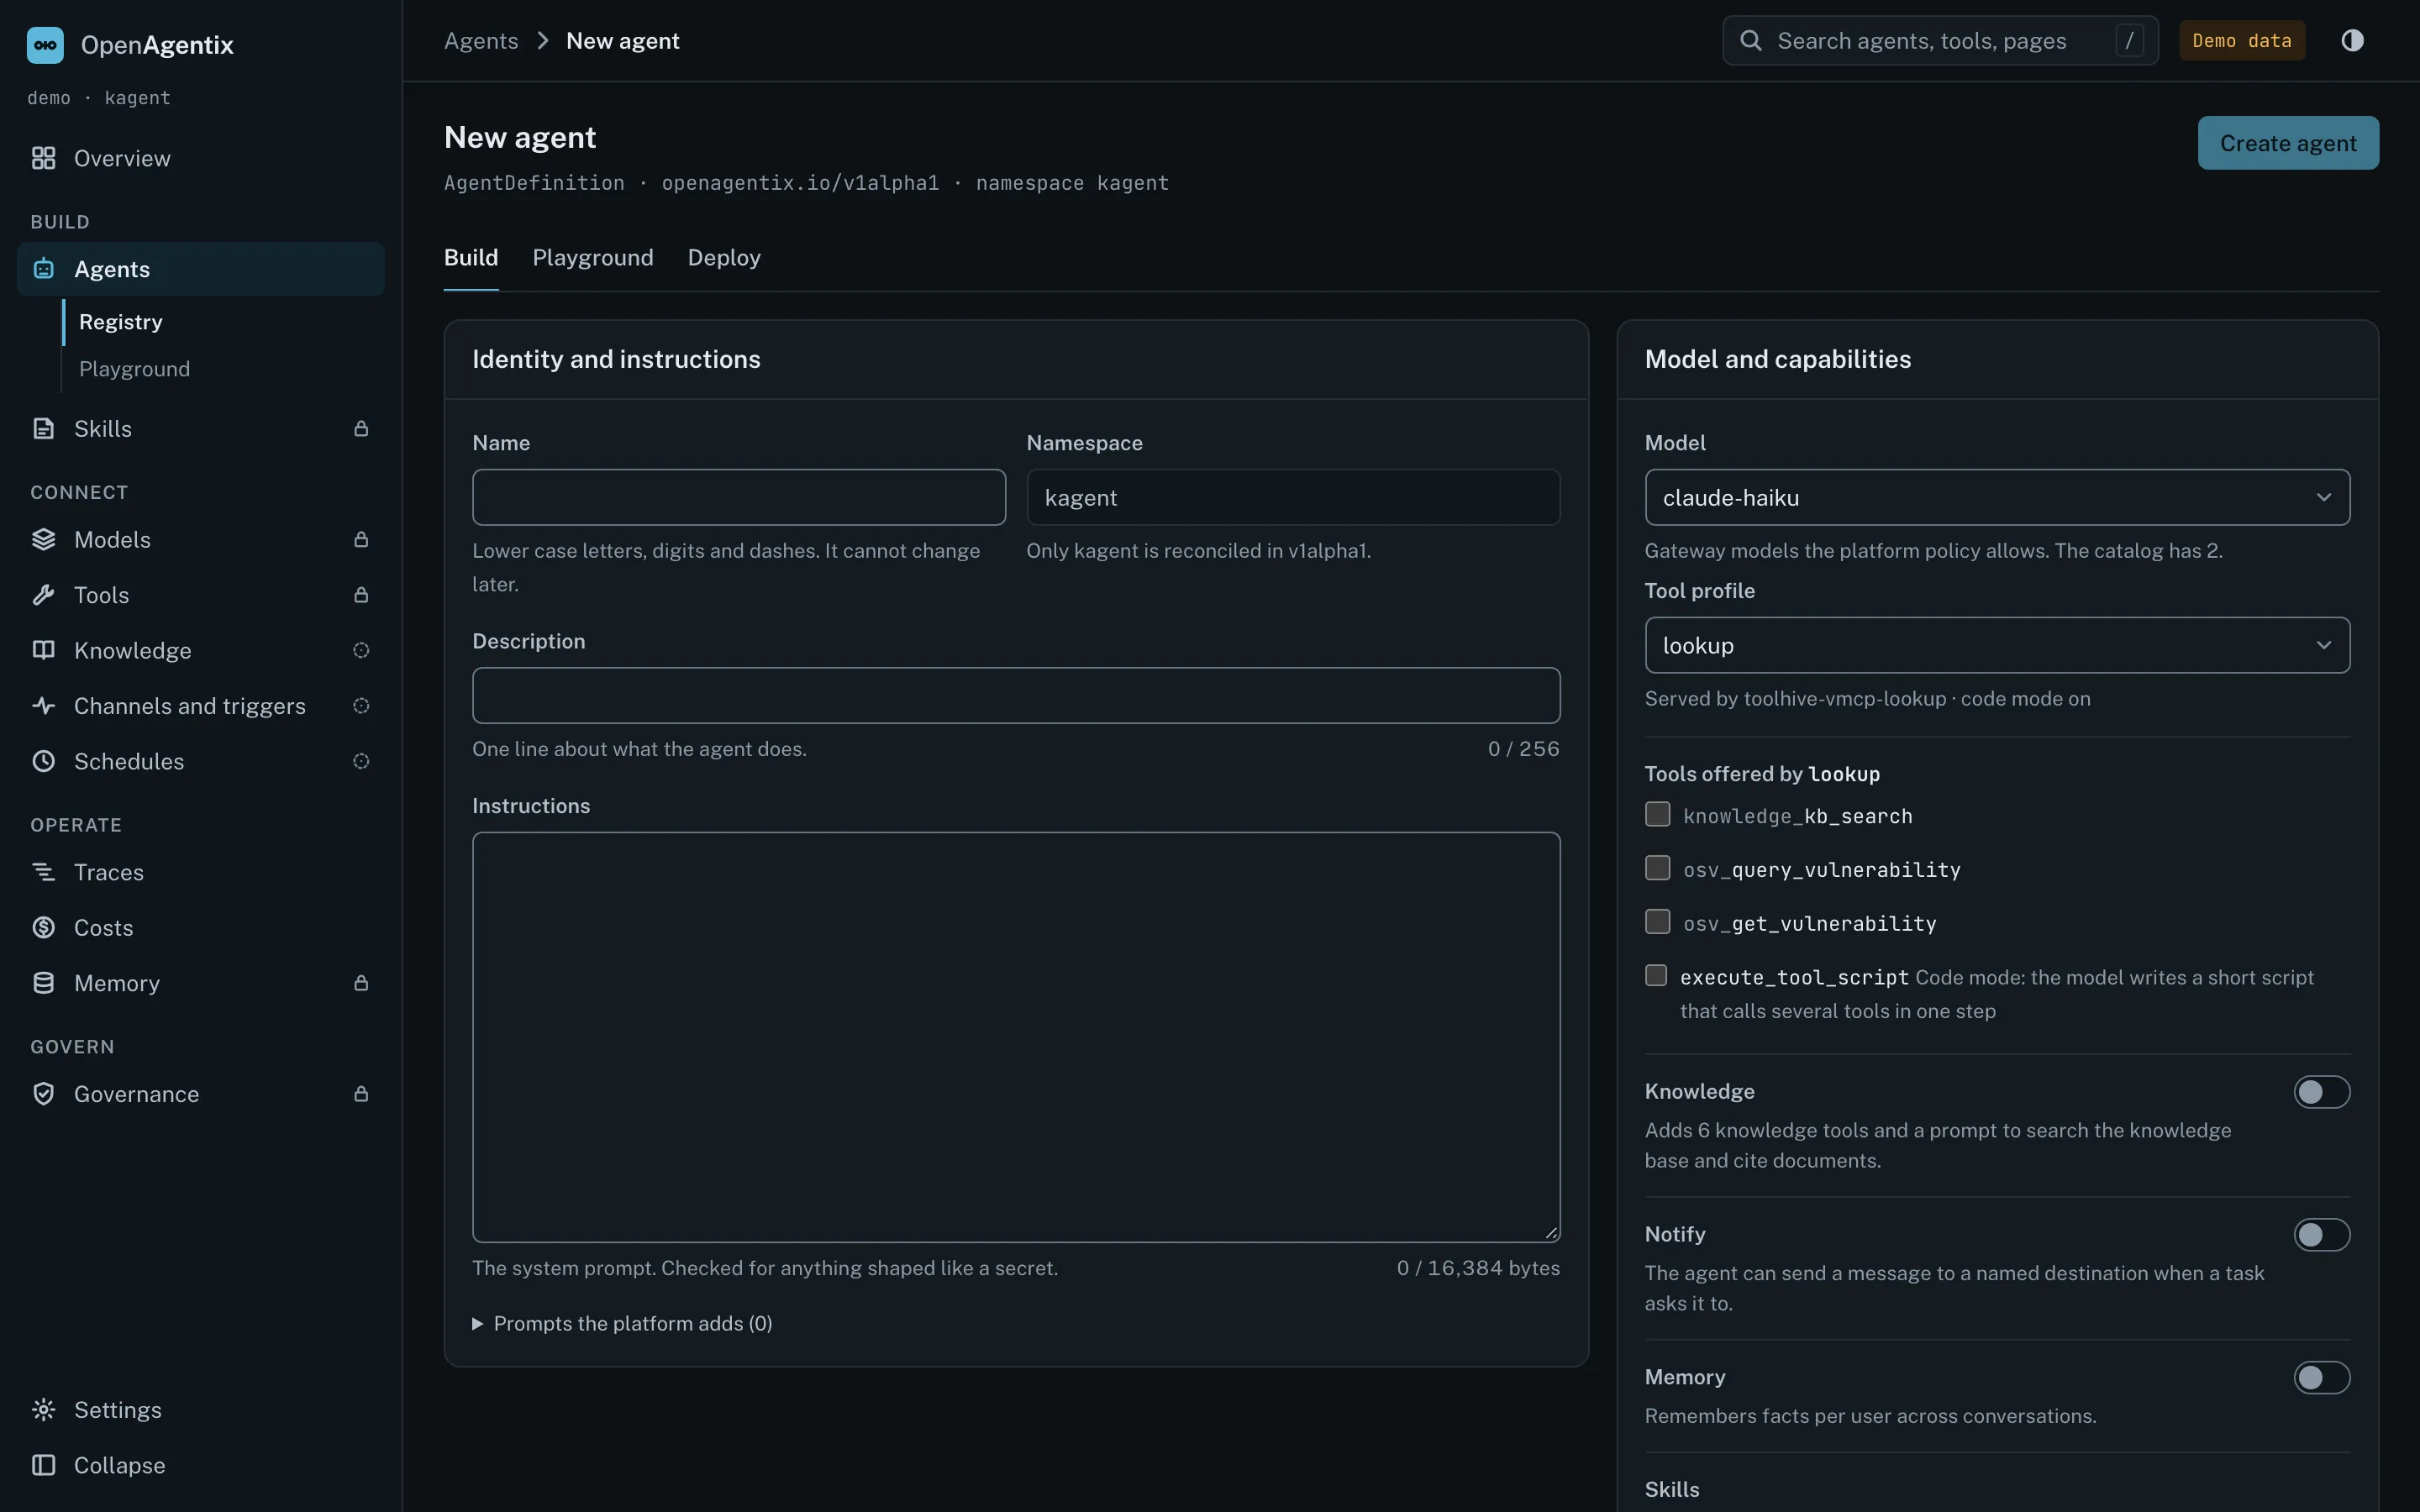 OpenAgentix
demo · kagent
Overview
BUILD
Agents
Registry
Playground
Skills
CONNECT
Models
Tools
Knowledge
Channels and triggers
Schedules
OPERATE
Traces
Costs
Memory
GOVERN
Governance
Settings
Collapse
Agents
New agent
Search agents, tools, pages
/
Demo data
New agent
AgentDefinition · openagentix.io/v1alpha1 · namespace kagent
Create agent
Build
Playground
Deploy
Identity and instructions
Name
Lower case letters, digits and dashes. It cannot change
later.
Namespace
kagent
Only kagent is reconciled in v1alpha1.
Description
One line about what the agent does.
0 / 256
Instructions
The system prompt. Checked for anything shaped like a secret.
0 / 16,384 bytes
Prompts the platform adds (0)
Model and capabilities
Model
claude-haiku
Gateway models the platform policy allows. The catalog has 2.
Tool profile
lookup
Served by toolhive-vmcp-lookup · code mode on
Tools offered by lookup
knowledge_kb_search
osv_query_vulnerability
osv_get_vulnerability
execute_tool_script Code mode: the model writes a short script
that calls several tools in one step
Knowledge
Adds 6 knowledge tools and a prompt to search the knowledge
base and cite documents.
Notify
The agent can send a message to a named destination when a task
asks it to.
Memory
Remembers facts per user across conversations.
Skills